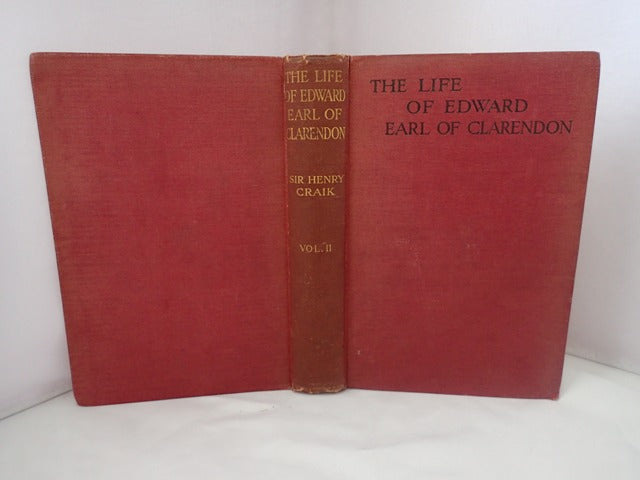 THE LIFE
OF EDWARD
EARL OF
CLARENDON
SIR HENRY
CRAIK
VOL. II
THE LIFE
OF EDWARD
EARL OF CLARENDON